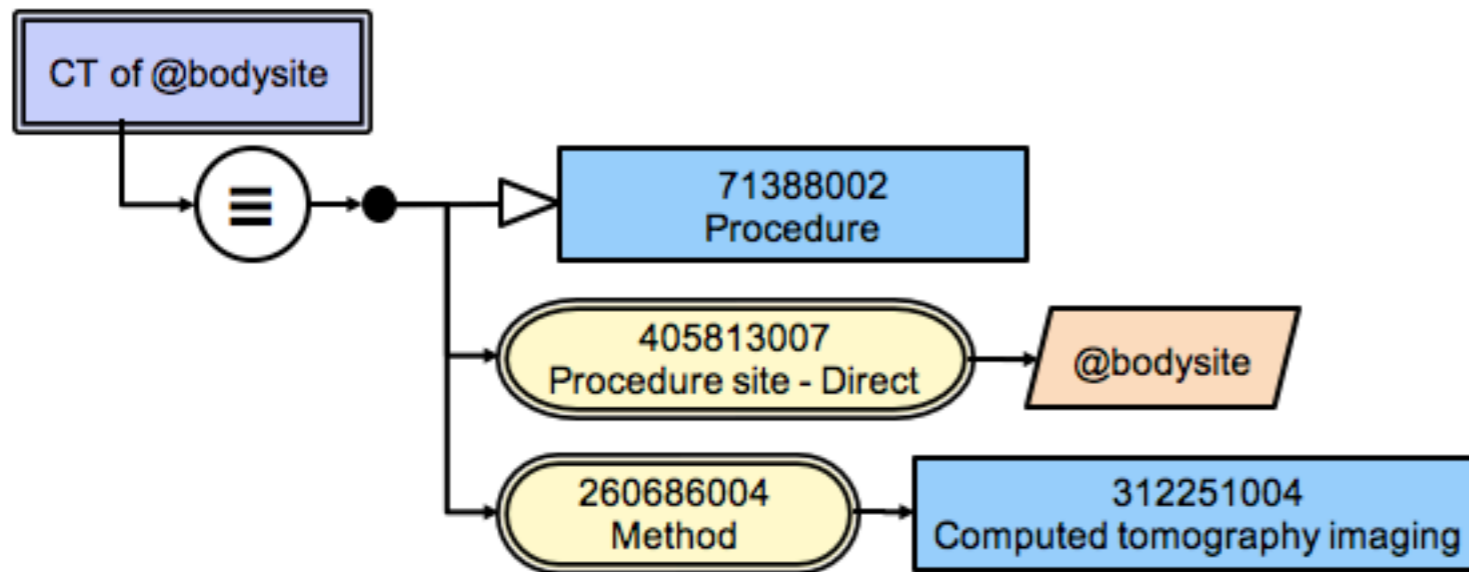 CT of @bodysite
≡
71388002
Procedure
405813007
Procedure site - Direct
@bodysite
260686004
Method
312251004
Computed tomography imaging